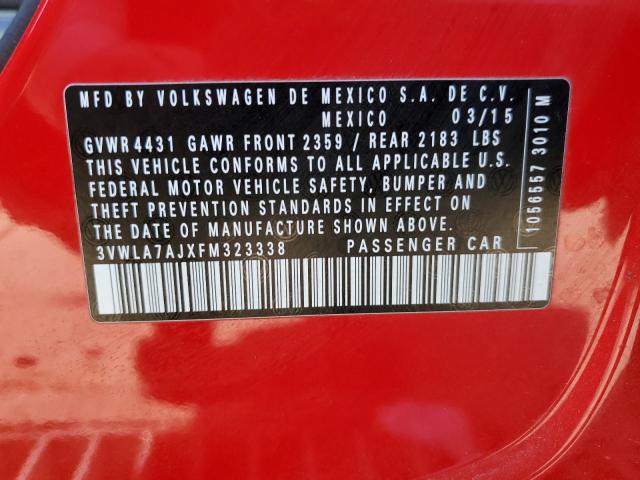 MFD BY VOLKSWAGEN DE MEXICO S.A. DE C.V.
MEXICO 03/15
GVWR 4431 GAWR FRONT 2359 / REAR 2183 LBS
THIS VEHICLE CONFORMS TO ALL APPLICABLE U.S.
FEDERAL MOTOR VEHICLE SAFETY, BUMPER AND
THEFT PREVENTION STANDARDS IN EFFECT ON
THE DATE OF MANUFACTURE SHOWN ABOVE.
3VWLA7AJXFM323338 PASSENGER CAR
1056557 3010 M